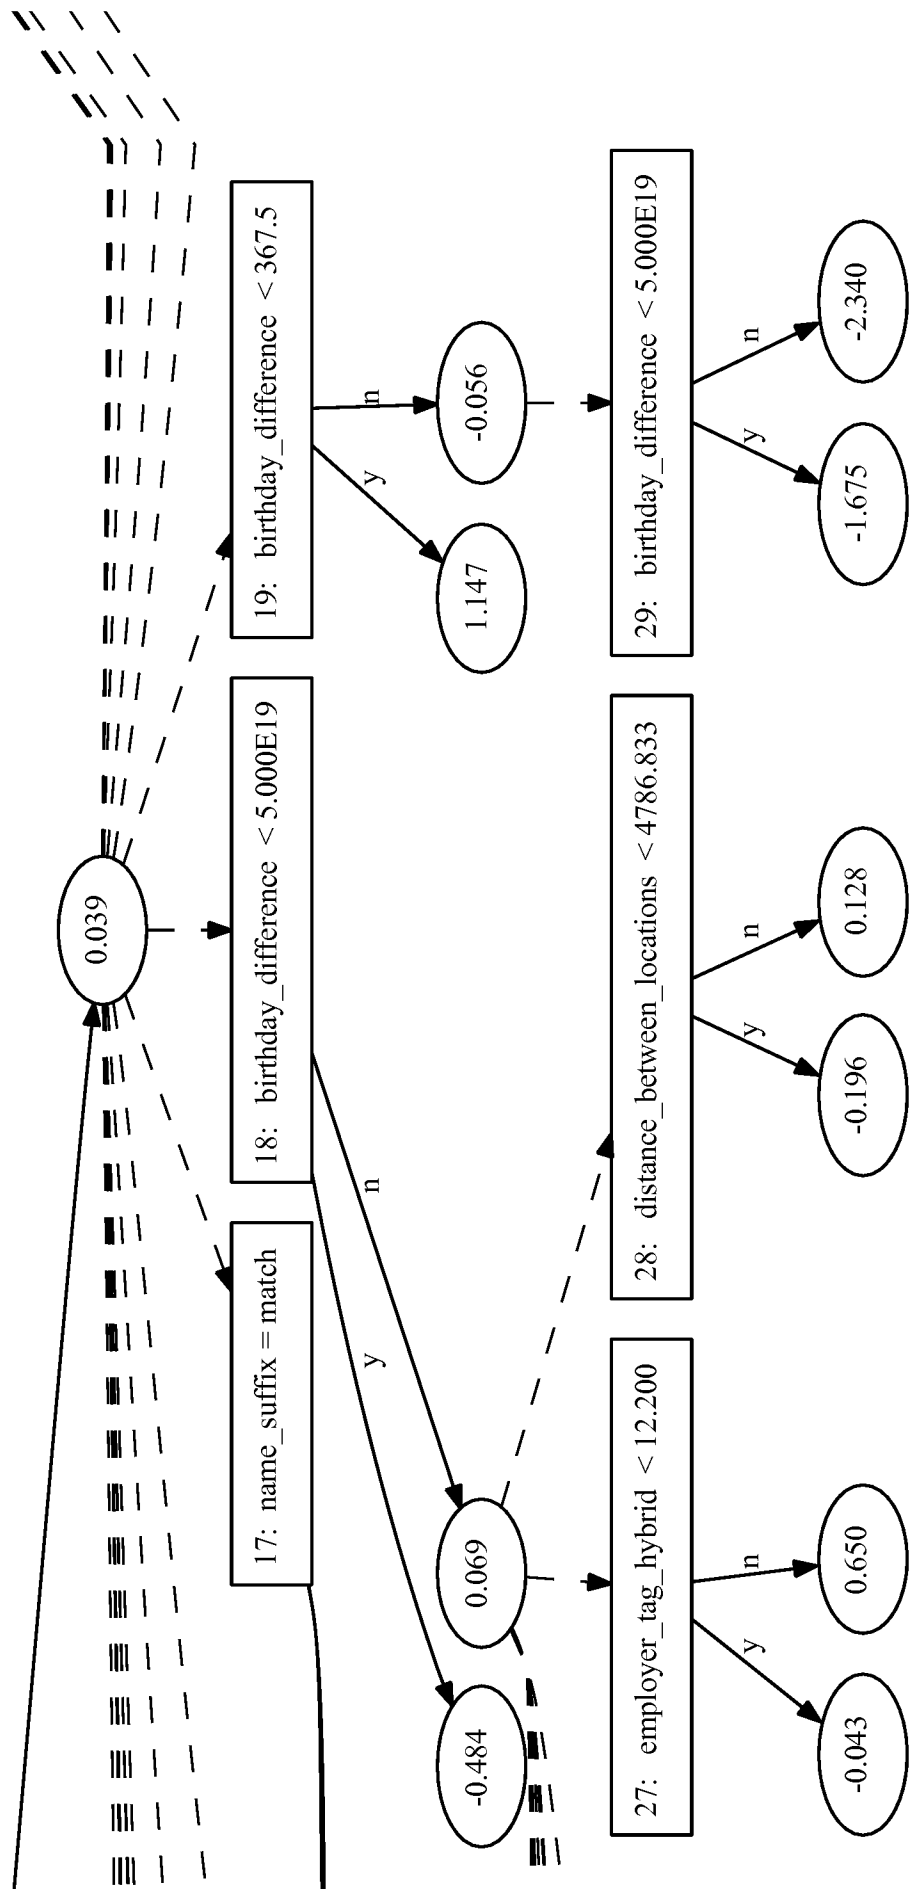 0.039
17: name_suffix = match
18: birthday_difference < 5.000E19
19: birthday_difference < 367.5
y
n
y
n
-0.484
0.069
1.147
-0.056
27: employer_tag_hybrid < 12.200
28: distance_between_locations < 4786.833
29: birthday_difference < 5.000E19
y
n
y
n
y
n
-0.043
0.650
-0.196
0.128
-1.675
-2.340